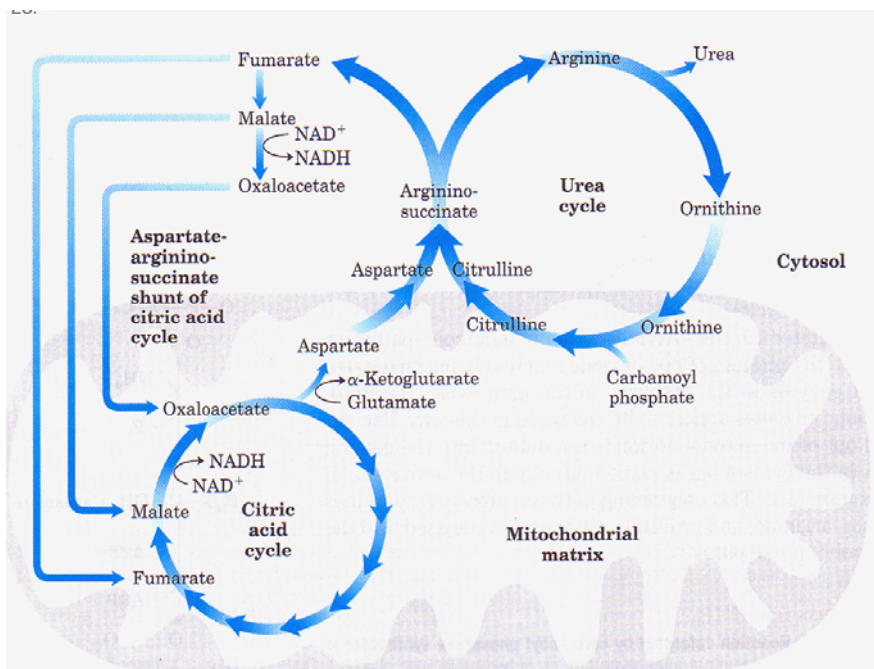 Fumarate
Malate
NAD+
NADH
Oxaloacetate
Arginine
Urea
Arginino-
succinate
Urea
cycle
Ornithine
Cytosol
Aspartate-
arginino-
succinate
shunt of
citric acid
cycle
Aspartate
Citrulline
Citrulline
Ornithine
Carbamoyl
phosphate
Aspartate
α-Ketoglutarate
Glutamate
Oxaloacetate
NADH
NAD+
Malate
Fumarate
Citric
acid
cycle
Mitochondrial
matrix